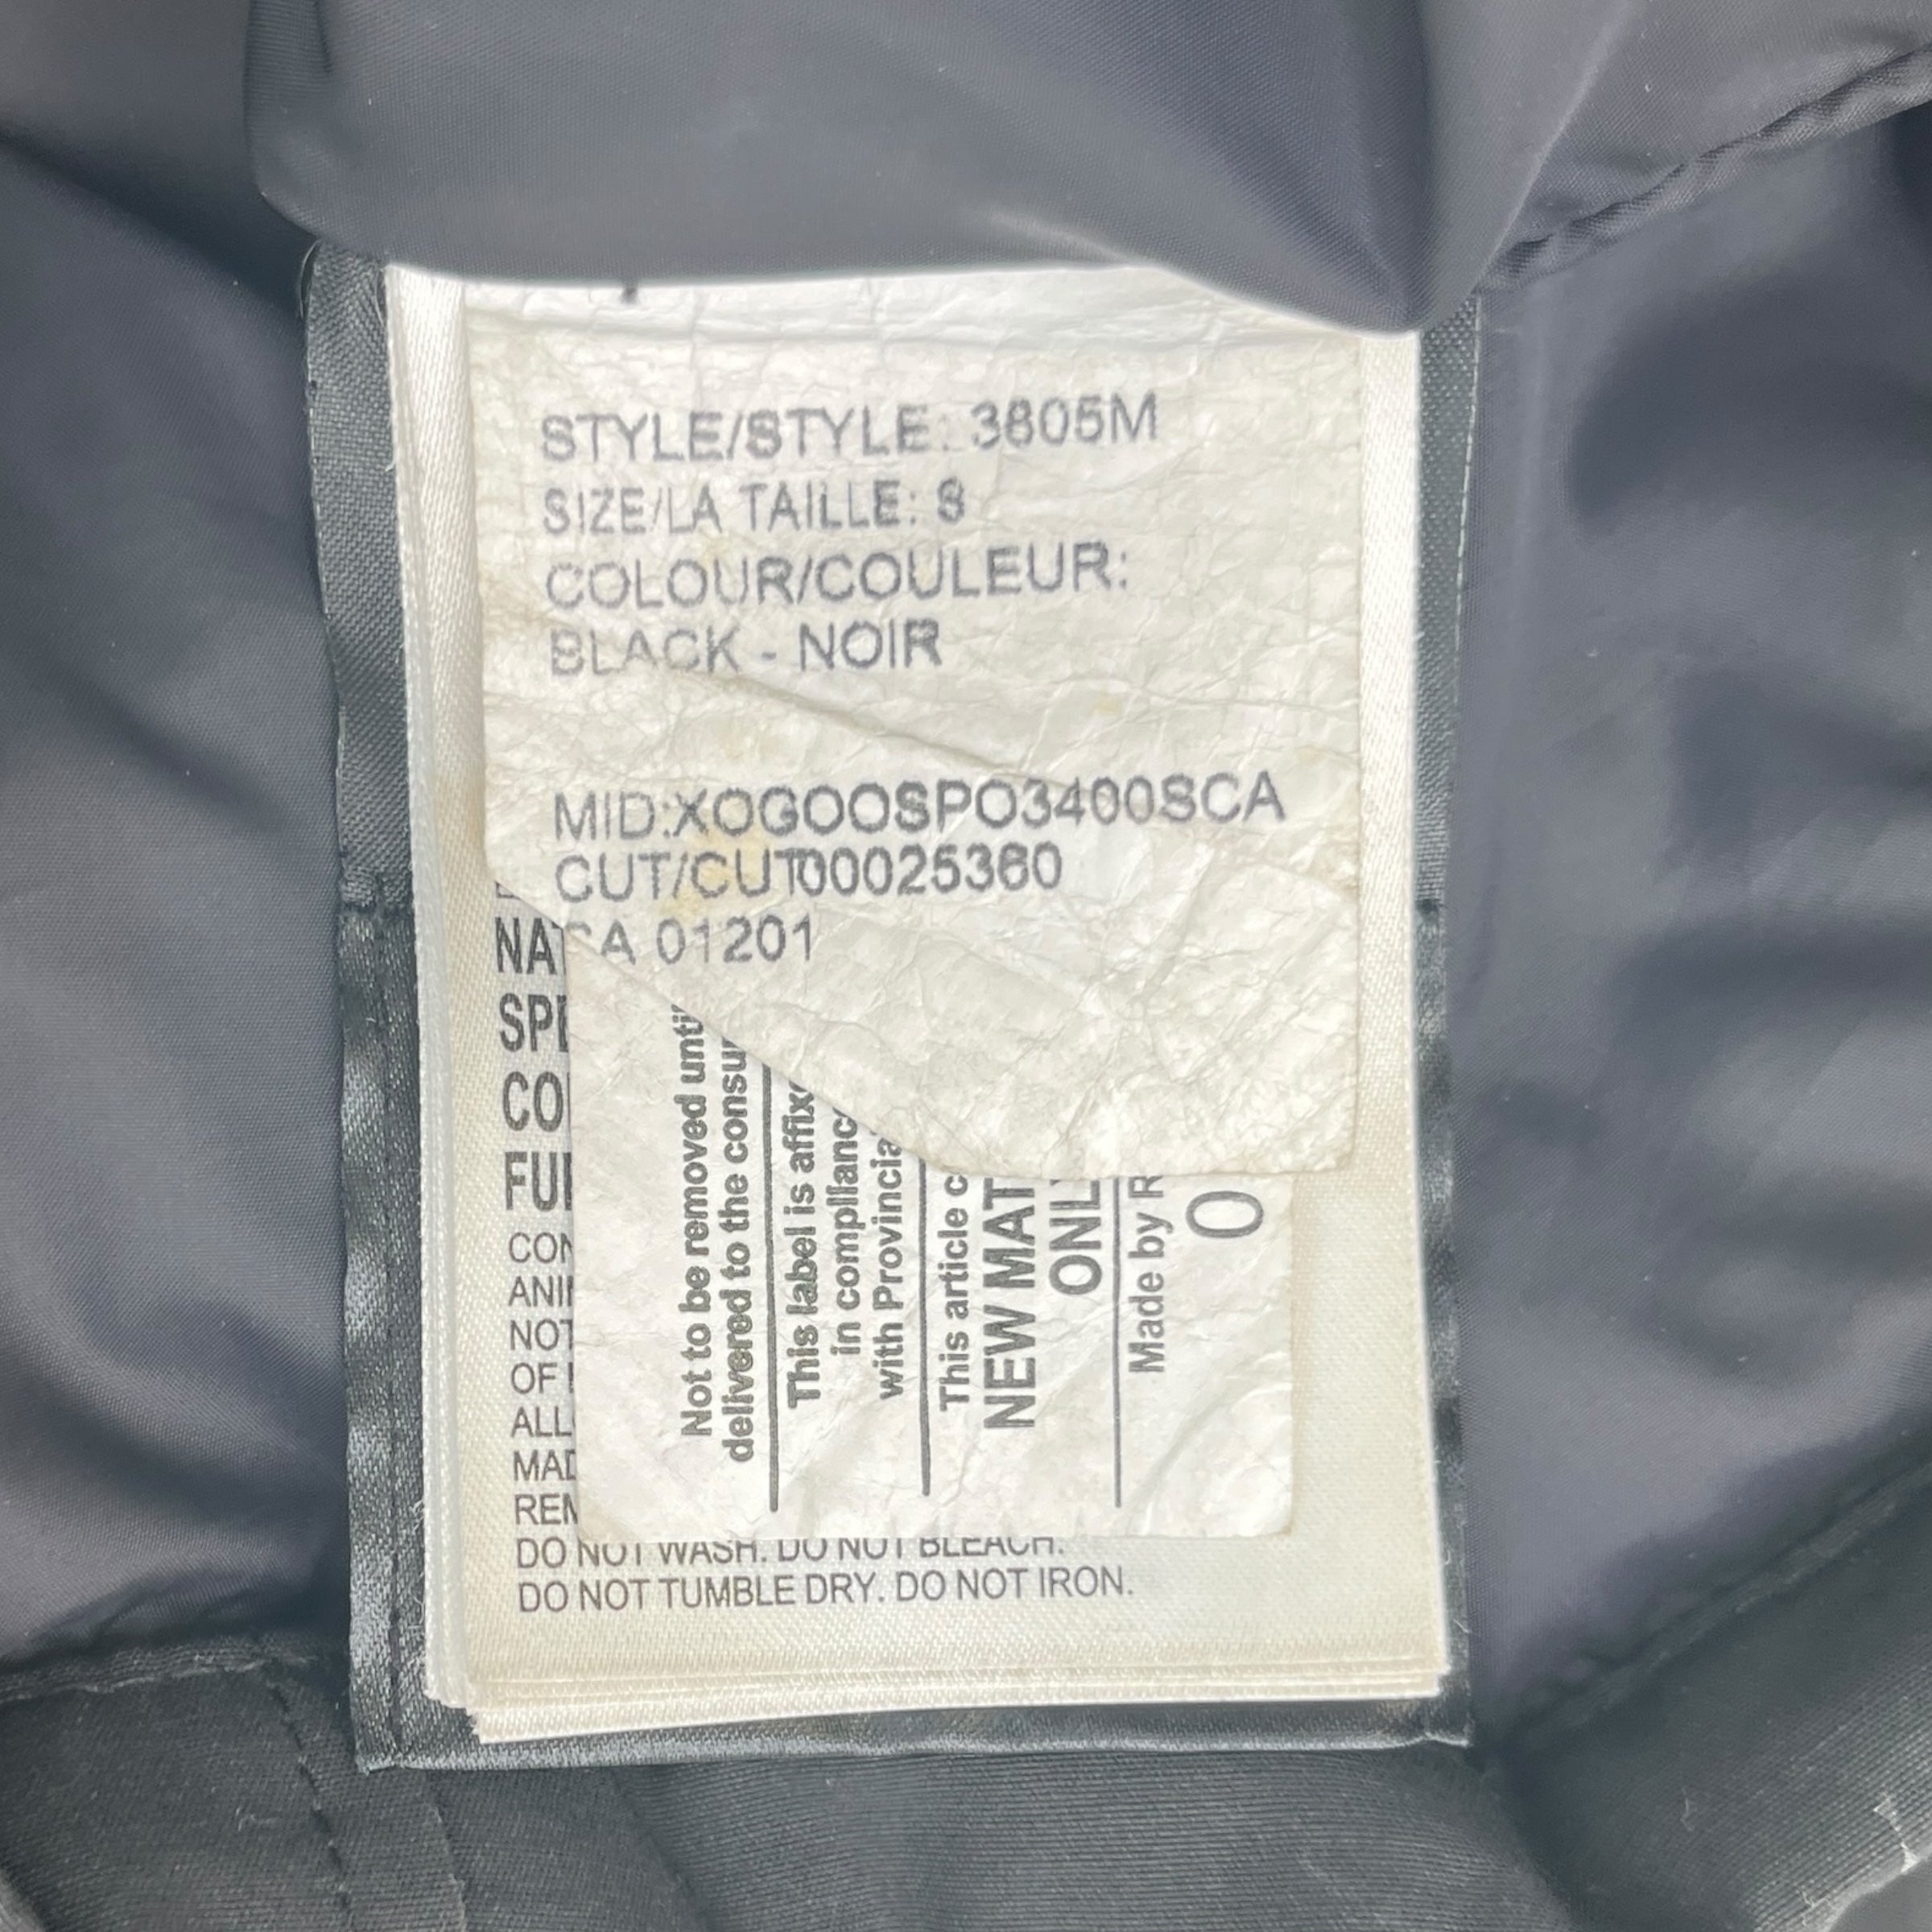 STYLE/STYLE: 3805M
SIZE/LA TAILLE: S
COLOUR/COULEUR:
BLACK - NOIR
MID:XOGOOSPO3400SCA
CUT/CUT00025360
CA 01201
NAT
SPE
CO
FUR
CON
ANI
NOT
OF
ALL
MAD
REM
DO NOT WASH. DO NOT BLEACH.
DO NOT TUMBLE DRY. DO NOT IRON.
Not to be removed until
delivered to the consu
This label is affixe
in complianc
with Provincia
This article c
NEW MAT
ONL
Made by R
0